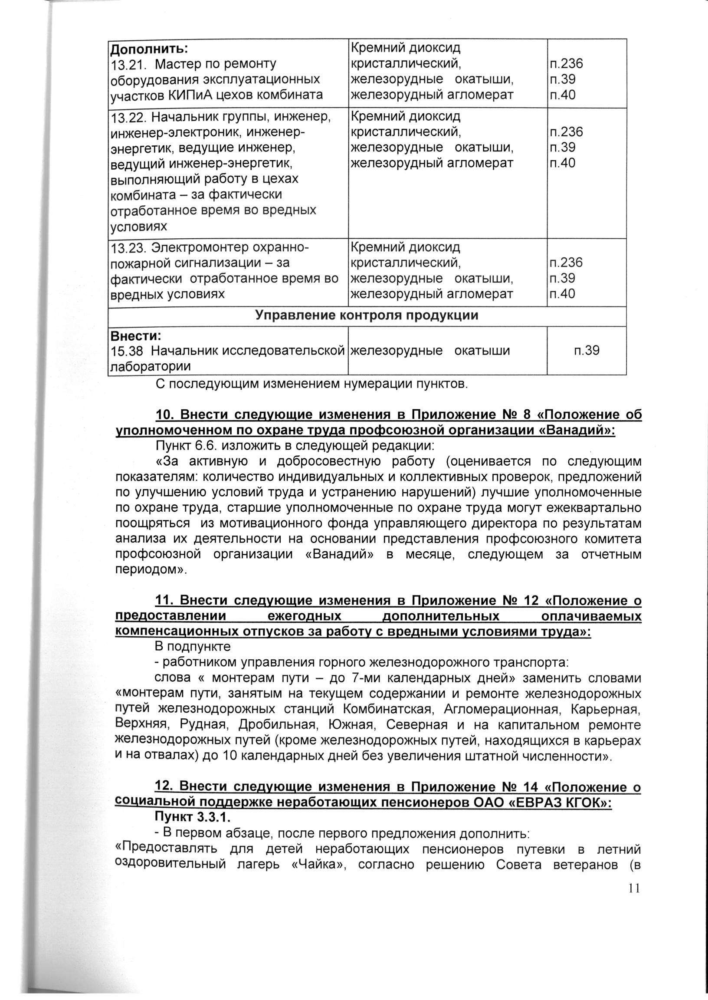 Дополнить:
13.21.  Мастер по ремонту
оборудования эксплуатационных
участков КИПиА цехов комбината
Кремний диоксид
кристаллический,
железорудные окатыши,
железорудный агломерат
п.236
п.39
п.40
13.22. Начальник группы, инженер,
инженер-электроник, инженер-
энергетик, ведущие инженер,
ведущий инженер-энергетик,
выполняющий работу в цехах
комбината – за фактически
отработанное время во вредных
условиях
Кремний диоксид
кристаллический,
железорудные окатыши,
железорудный агломерат
п.236
п.39
п.40
13.23. Электромонтер охранно-
пожарной сигнализации – за
фактически  отработанное время во
вредных условиях
Кремний диоксид
кристаллический,
железорудные окатыши,
железорудный агломерат
п.236
п.39
п.40
Управление контроля продукции
Внести:
15.38  Начальник исследовательской
лаборатории
железорудные окатыши
п.39
С последующим изменением нумерации пунктов.
10. Внести следующие изменения в Приложение № 8 «Положение об
уполномоченном по охране труда профсоюзной организации «Ванадий»:
Пункт 6.6. изложить в следующей редакции:
«За активную и добросовестную работу (оценивается по следующим
показателям: количество индивидуальных и коллективных проверок, предложений
по улучшению условий труда и устранению нарушений) лучшие уполномоченные
по охране труда, старшие уполномоченные по охране труда могут ежеквартально
поощряться  из мотивационного фонда управляющего директора по результатам
анализа их деятельности на основании представления профсоюзного комитета
профсоюзной организации «Ванадий» в месяце, следующем за отчетным
периодом».
11. Внести следующие изменения в Приложение № 12 «Положение о
предоставлении ежегодных дополнительных оплачиваемых
компенсационных отпусков за работу с вредными условиями труда»:
В подпункте
- работником управления горного железнодорожного транспорта:
слова « монтерам пути – до 7-ми календарных дней» заменить словами
«монтерам пути, занятым на текущем содержании и ремонте железнодорожных
путей железнодорожных станций Комбинатская, Агломерационная, Карьерная,
Верхняя, Рудная, Дробильная, Южная, Северная и на капитальном ремонте
железнодорожных путей (кроме железнодорожных путей, находящихся в карьерах
и на отвалах) до 10 календарных дней без увеличения штатной численности».
12. Внести следующие изменения в Приложение № 14 «Положение о
социальной поддержке неработающих пенсионеров ОАО «ЕВРАЗ КГОК»:
Пункт 3.3.1.
- В первом абзаце, после первого предложения дополнить:
«Предоставлять для детей неработающих пенсионеров путевки в летний
оздоровительный лагерь «Чайка», согласно решению Совета ветеранов (в
11